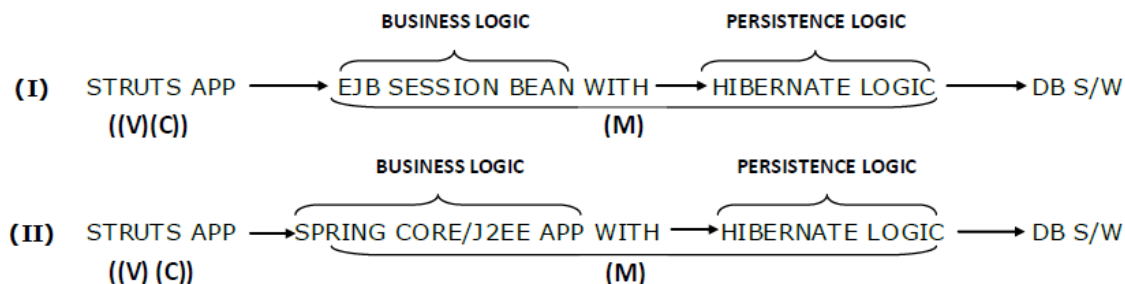 BUSINESS LOGIC PERSISTENCE LOGIC
(I) STRUTS APP EJB SESSION BEAN WITH HIBERNATE LOGIC DB S/W
((V)(C)) (M)
BUSINESS LOGIC PERSISTENCE LOGIC
(II) STRUTS APP SPRING CORE/J2EE APP WITH HIBERNATE LOGIC DB S/W
((V) (C)) (M)